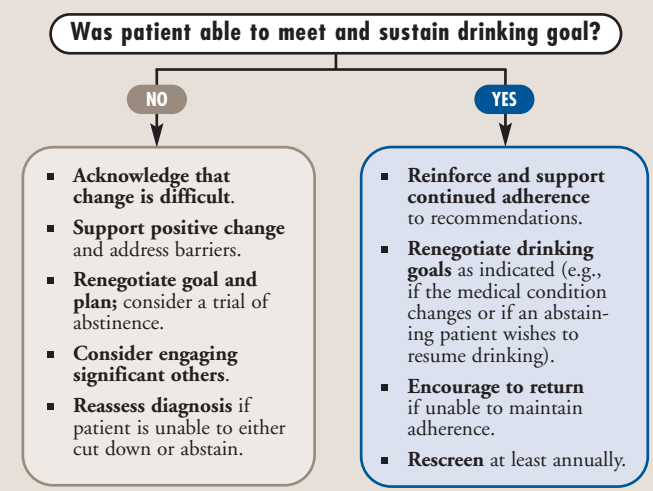 Was patient able to meet and sustain drinking goal?
NO
YES
▪ Acknowledge that
change is difficult.
▪ Support positive change
and address barriers.
▪ Renegotiate goal and
plan; consider a trial of
abstinence.
▪ Consider engaging
significant others.
▪ Reassess diagnosis if
patient is unable to either
cut down or abstain.
▪ Reinforce and support
continued adherence
to recommendations.
▪ Renegotiate drinking
goals as indicated (e.g.,
if the medical condition
changes or if an abstain-
ing patient wishes to
resume drinking).
▪ Encourage to return
if unable to maintain
adherence.
▪ Rescreen at least annually.